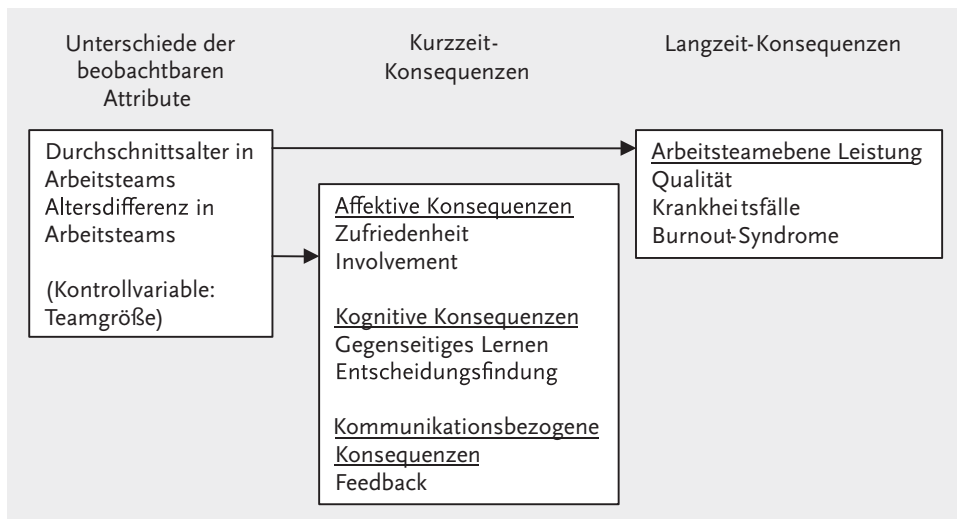 Unterschiede der
beobachtbaren
Attribute
Kurzzeit-
Konsequenzen
Langzeit-Konsequenzen
Durchschnittsalter in
Arbeitsteams
Altersdifferenz in
Arbeitsteams
(Kontrollvariable:
Teamgröße)
Affektive Konsequenzen
Zufriedenheit
Involvement
Kognitive Konsequenzen
Gegenseitiges Lernen
Entscheidungsfindung
Kommunikationsbezogene
Konsequenzen
Feedback
Arbeitsteamebene Leistung
Qualität
Krankheitsfälle
Burnout-Syndrome